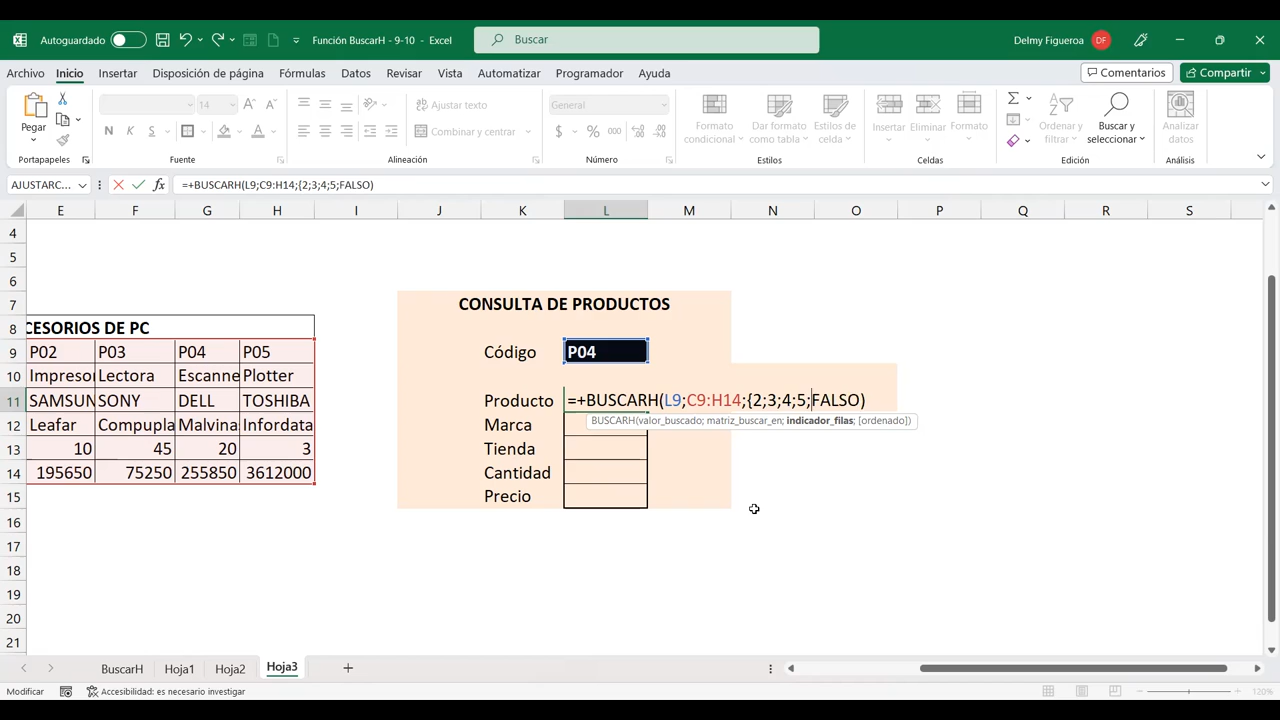 Autoguardado
Función BuscarH - 9-10 - Excel
Buscar
Delmy Figueroa
DF
Archivo Inicio Insertar Disposición de página Fórmulas Datos Revisar Vista Automatizar Programador Ayuda
Comentarios
Compartir
Pegar
14
N K S
Ajustar texto
Combinar y centrar
General
$ % 000
Formato condicional
Dar formato como tabla
Estilos de celda
Insertar Eliminar Formato
Ordenar y filtrar
Buscar y seleccionar
Analizar datos
Portapapeles Fuente Alineación Número Estilos Celdas Edición Análisis
AJUSTARC... fx =+BUSCARH(L9;C9:H14;{2;3;4;5;FALSO)
E F G H I J K L M N O P Q R S
4
5
6
7 CONSULTA DE PRODUCTOS
8 CESORIOS DE PC
9 P02 P03 P04 P05 Código P04
10 Impreso Lectora Escanne Plotter
11 SAMSUN SONY DELL TOSHIBA Producto =+BUSCARH(L9;C9:H14;{2;3;4;5;FALSO)
BUSCARH(valor_buscado; matriz_buscar_en; indicador_filas; [ordenado])
12 Leafar Compupla Malvina Infordata Marca
13 10 45 20 3 Tienda
14 195650 75250 255850 3612000 Cantidad
15 Precio
16
17
18
19
20
21
BuscarH Hoja1 Hoja2 Hoja3
Modificar Accesibilidad: es necesario investigar 120%